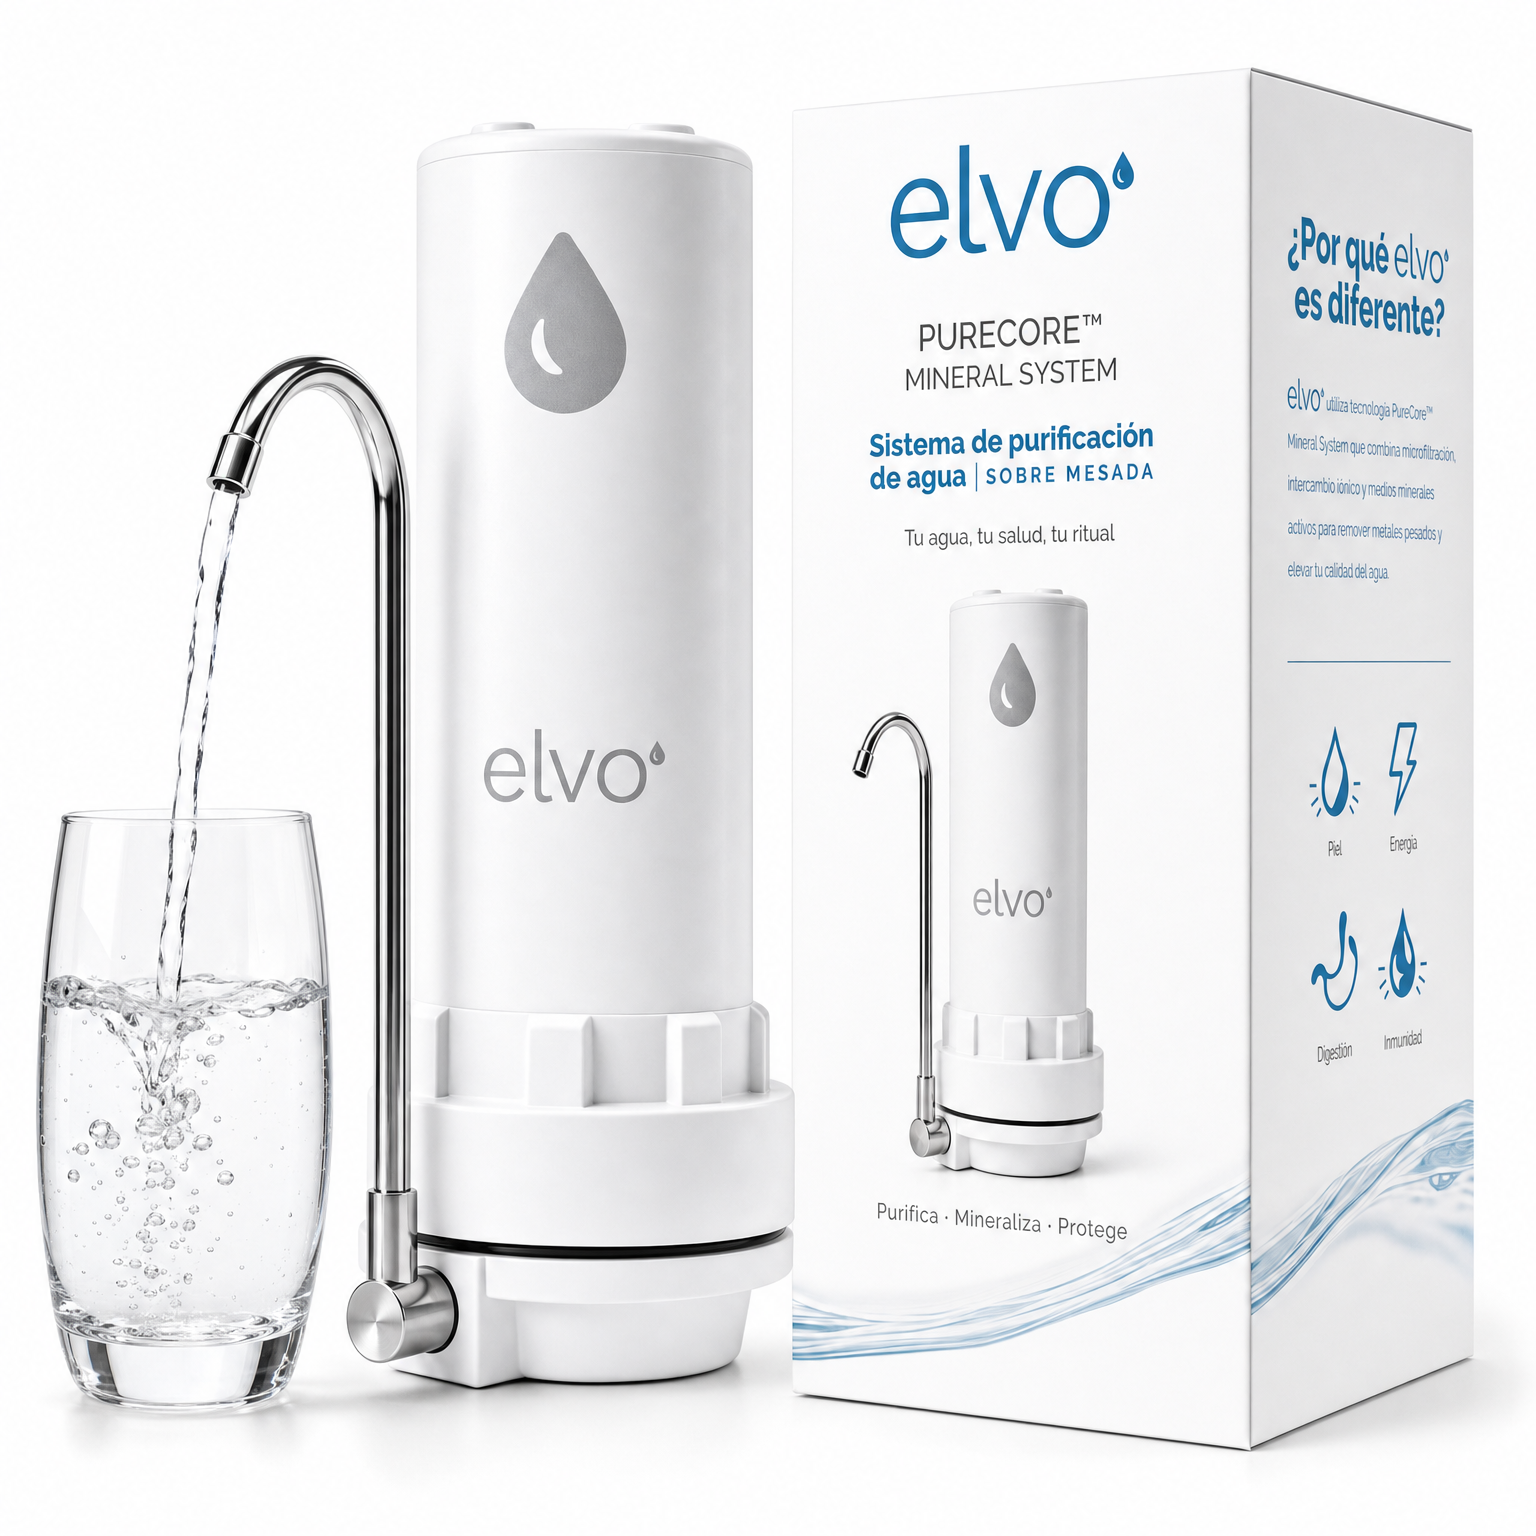 elvo
elvo
PURECORE™
MINERAL SYSTEM
Sistema de purificación
de agua | SOBRE MESADA
Tu agua, tu salud, tu ritual
elvo
Purifica · Mineraliza · Protege
¿Por qué elvo
es diferente?
elvo utiliza tecnología PureCore™
Mineral System que combina microfiltración,
intercambio iónico y medios minerales
activos para remover metales pesados y
elevar tu calidad del agua.
Piel
Energía
Digestión
Inmunidad